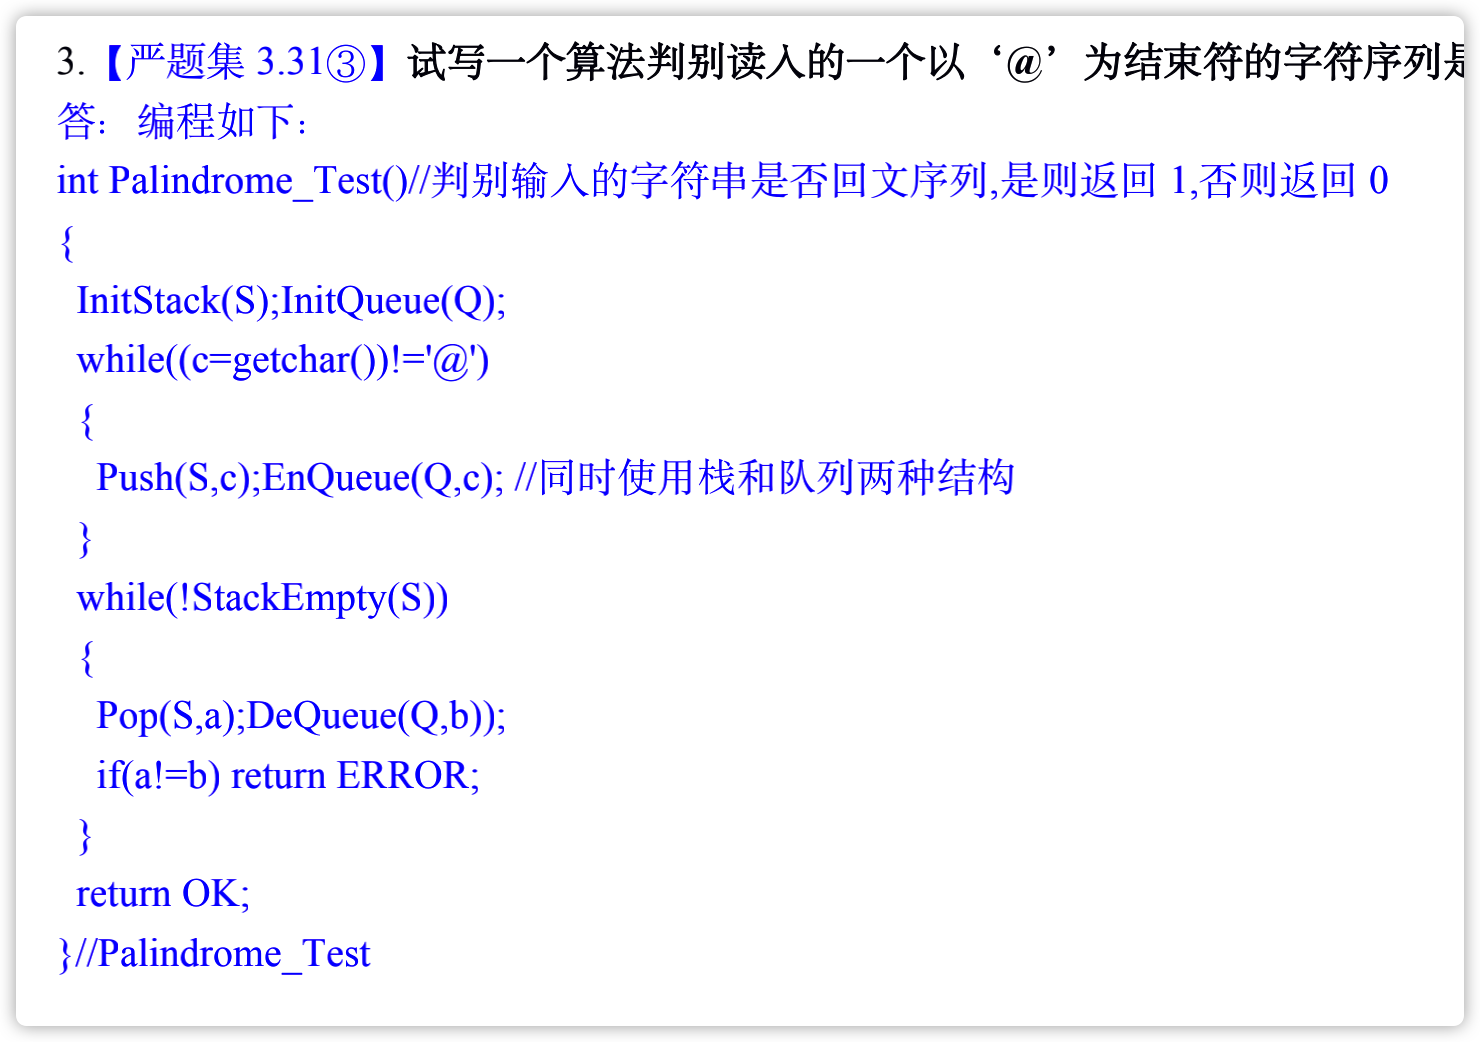 3.【严题集 3.31③】试写一个算法判别读入的一个以‘@’为结束符的字符序列是
答： 编程如下：
int Palindrome_Test()//判别输入的字符串是否回文序列,是则返回 1,否则返回 0
{
InitStack(S);InitQueue(Q);
while((c=getchar())!='@')
{
Push(S,c);EnQueue(Q,c); //同时使用栈和队列两种结构
}
while(!StackEmpty(S))
{
Pop(S,a);DeQueue(Q,b));
if(a!=b) return ERROR;
}
return OK;
}//Palindrome_Test